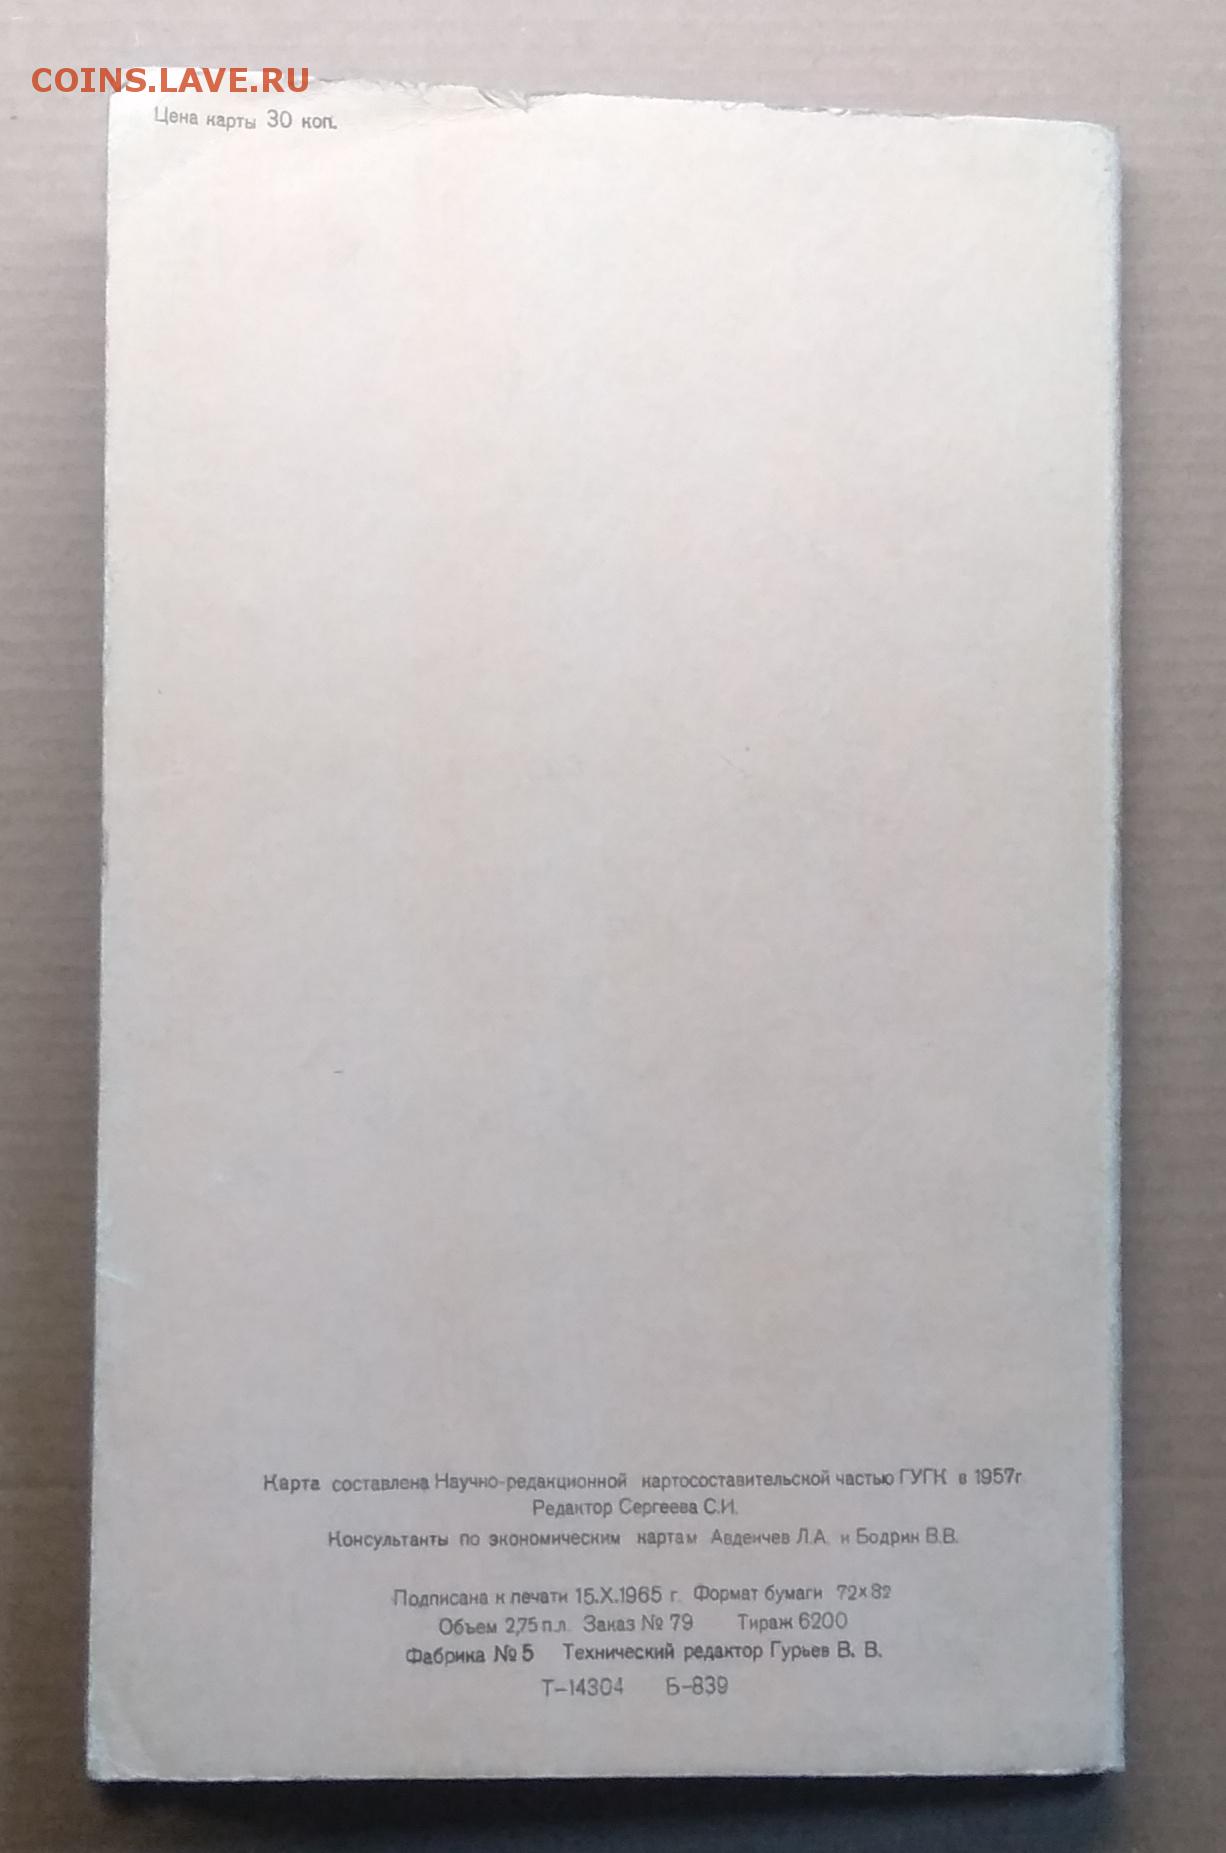 COINS.LAVE.RU
Цена карты 30 коп.
Карта составлена Научно-редакционной картосоставительской частью ГУГК в 1957г
Редактор Сергеева С.И.
Консультанты по экономическим картам Авдеичев Л.А. и Бодрин В.В.
Подписана к печати 15.X.1965 г. Формат бумаги 72×82
Объем 2,75 п.л. Заказ № 79 Тираж 6200
Фабрика № 5 Технический редактор Гурьев В. В.
Т-14304 Б-839